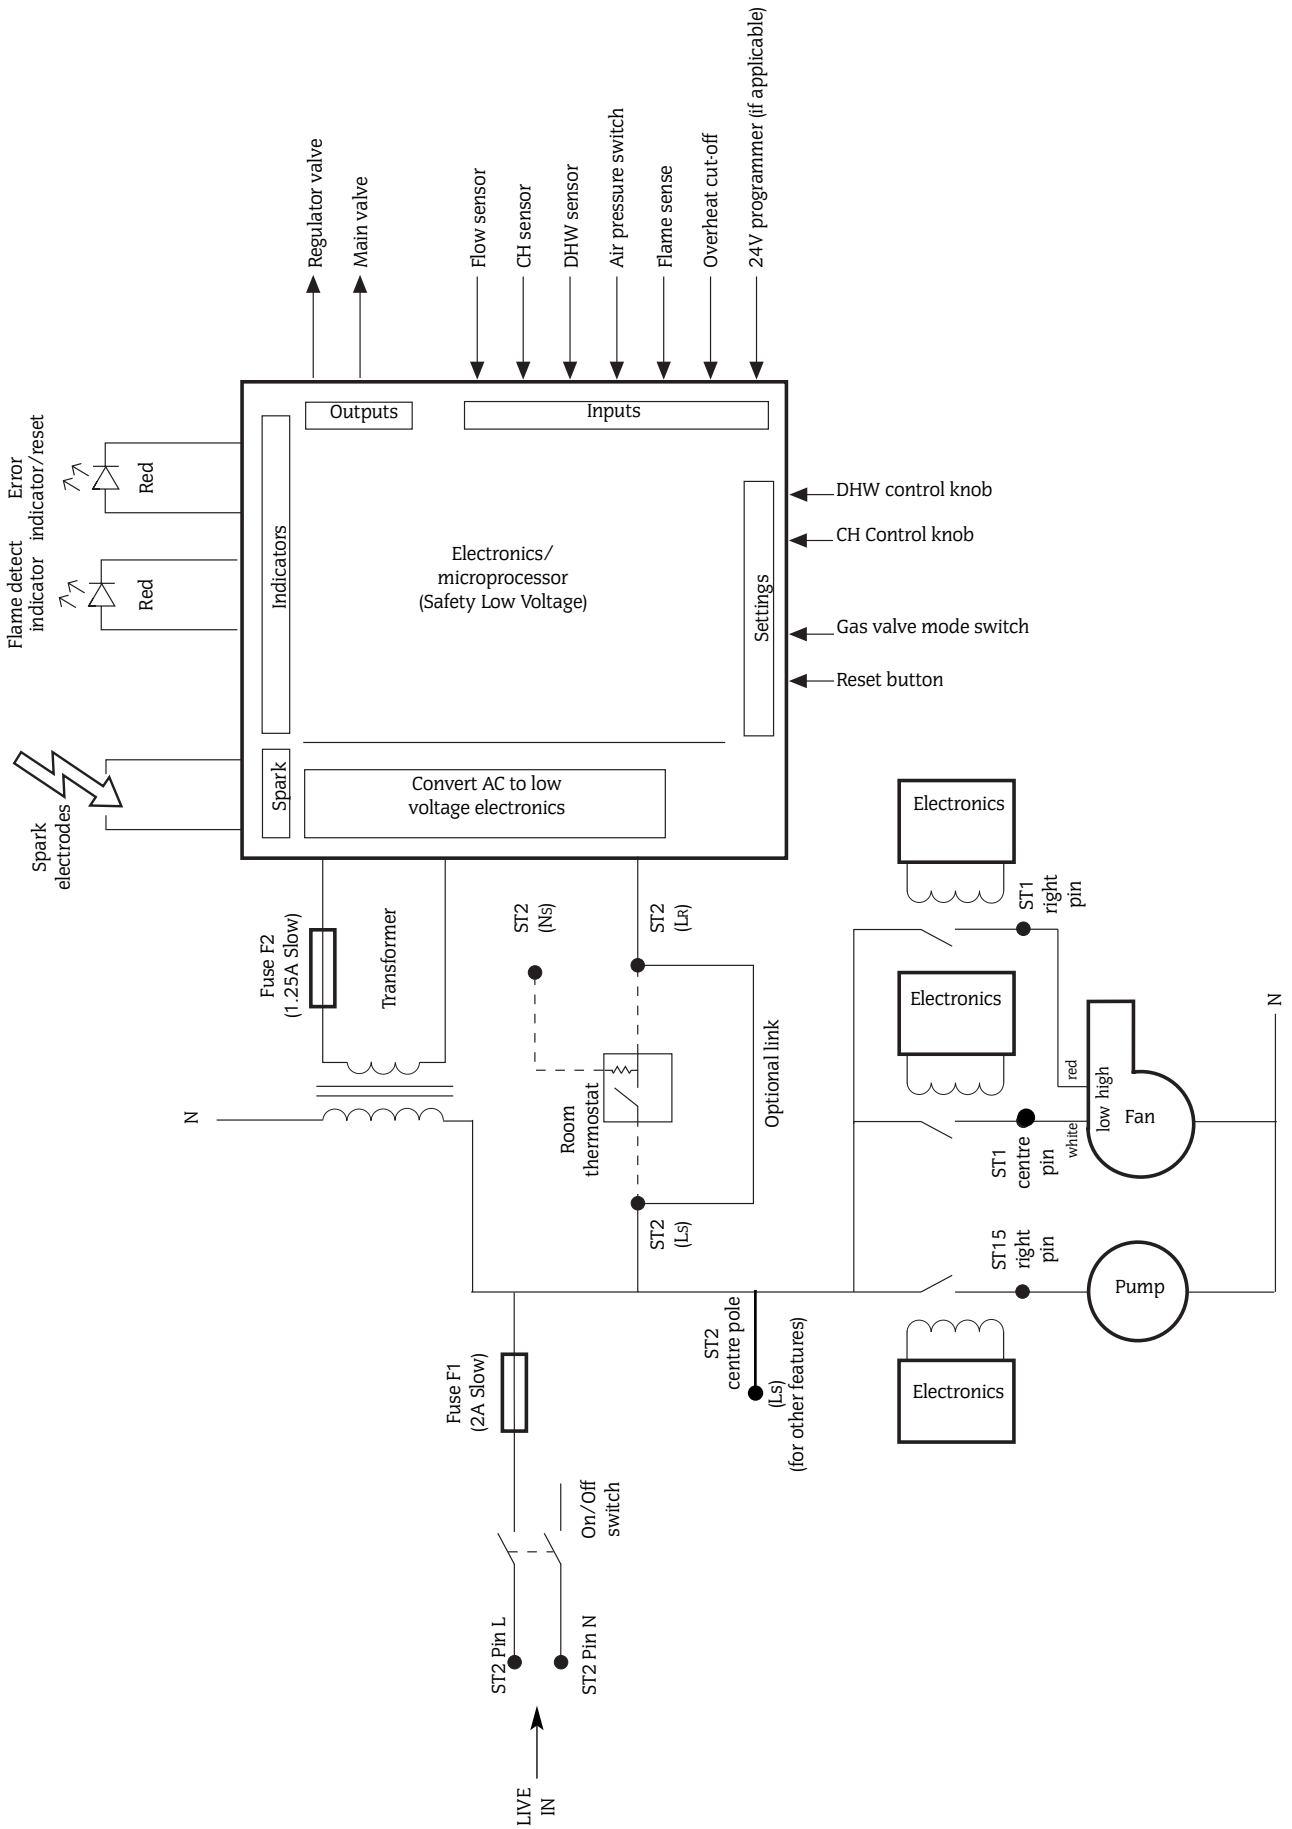 Regulator valve
Main valve
Flow sensor
CH sensor
DHW sensor
Air pressure switch
Flame sense
Overheat cut-off
24V programmer (if applicable)
Error
indicator/reset
Red
Flame detect
indicator
Red
Spark
electrodes
Outputs
Inputs
Indicators
Electronics/
microprocessor
(Safety Low Voltage)
Settings
Spark
Convert AC to low
voltage electronics
DHW control knob
CH Control knob
Gas valve mode switch
Reset button
Fuse F2
(1.25A Slow)
Transformer
N
ST2
(NS)
ST2
(LR)
Room
thermostat
Optional link
ST2
(LS)
Electronics
ST1
right
pin
Electronics
red
low high
white
Fan
ST1
centre
pin
N
ST15
right
pin
Pump
Electronics
ST2
centre pole
(Ls)
(for other features)
Fuse F1
(2A Slow)
On/Off
switch
ST2 Pin L
ST2 Pin N
LIVE
IN